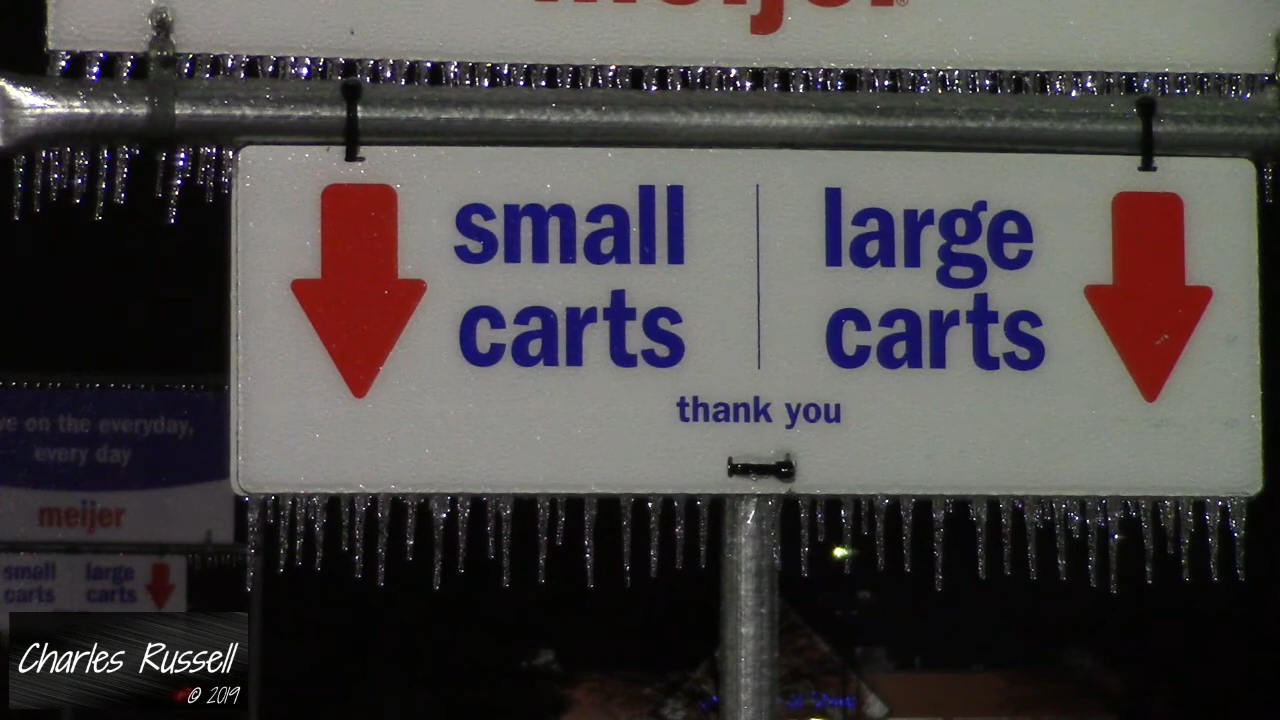 meijer®
small
carts
large
carts
thank you
on the everyday,
every day
meijer
small
carts
large
carts
Charles Russell
© 2019